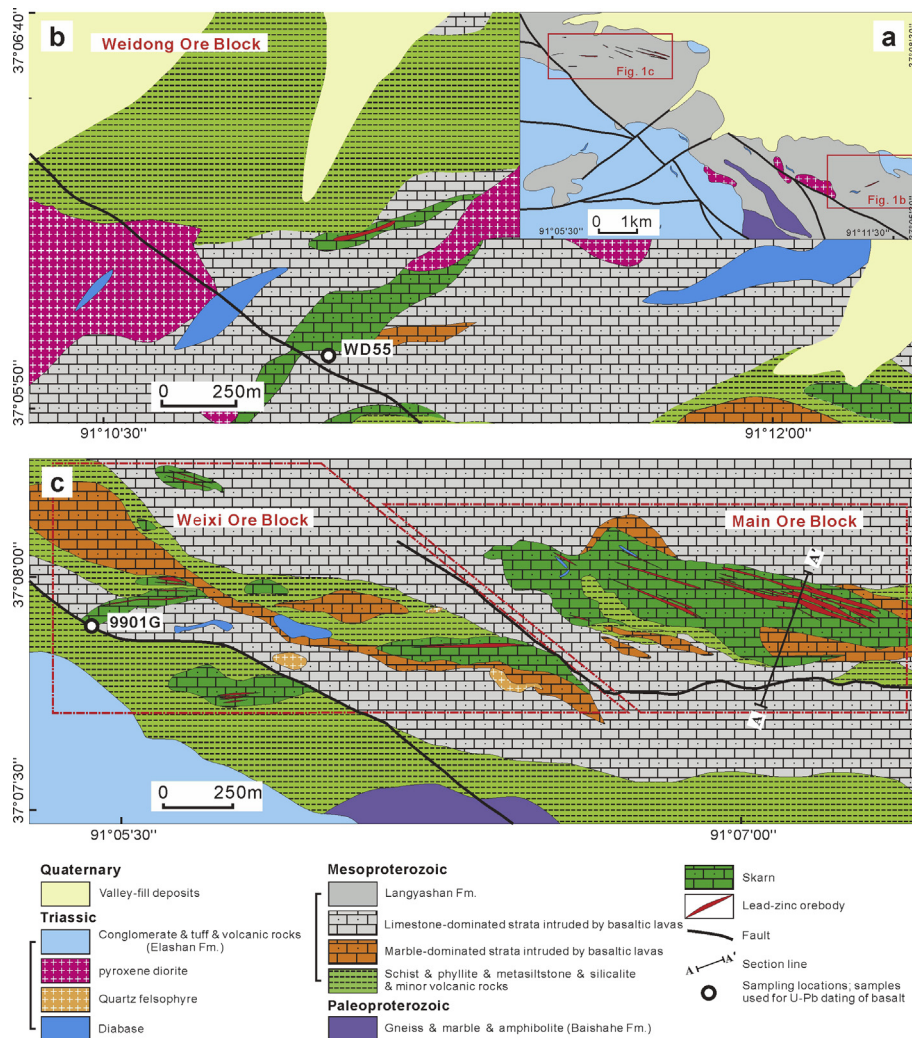 b
Weidong Ore Block
37°06'40''
37°05'50''
WD55
0 250m
91°10'30''
91°12'00''
a
Fig. 1c
Fig. 1b
0 1km
91°05'30''
91°11'30''
c
Weixi Ore Block
Main Ore Block
37°08'00''
37°07'30''
9901G
A'
A
0 250m
91°05'30''
91°07'00''
Quaternary
Valley-fill deposits
Triassic
Conglomerate & tuff & volcanic rocks
(Elashan Fm.)
pyroxene diorite
Quartz felsophyre
Diabase
Mesoproterozoic
Langyashan Fm.
Limestone-dominated strata intruded by basaltic lavas
Marble-dominated strata intruded by basaltic lavas
Schist & phyllite & metasiltstone & silicalite
& minor volcanic rocks
Paleoproterozoic
Gneiss & marble & amphibolite (Baishahe Fm.)
Skarn
Lead-zinc orebody
Fault
A A' Section line
Sampling locations; samples
used for U-Pb dating of basalt